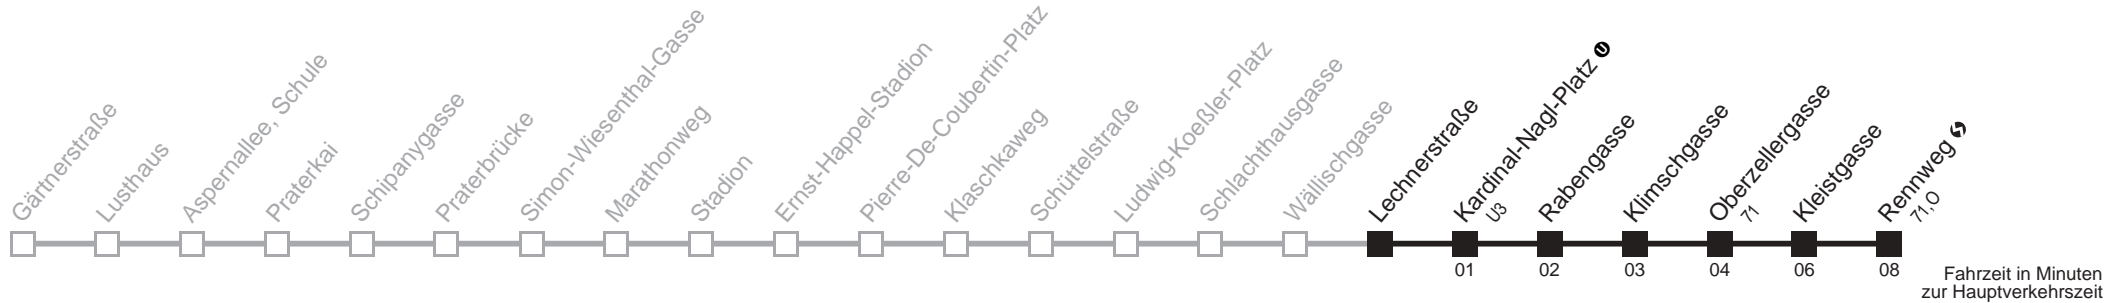 Gärtnerstraße
Lusthaus
Aspernallee, Schule
Praterkai
Schipanygasse
Praterbrücke
Simon-Wiesenthal-Gasse
Marathonweg
Stadion
Ernst-Happel-Stadion
Pierre-De-Coubertin-Platz
Klaschkaweg
Schüttelstraße
Ludwig-Koeßler-Platz
Schlachthausgasse
Wällischgasse
Lechnerstraße
Kardinal-Nagl-Platz U
U3
Rabengasse
Klimschgasse
Oberzellergasse
71
Kleistgasse
Rennweg S
71, O
01 02 03 04 06 08
Fahrzeit in Minuten
zur Hauptverkehrszeit